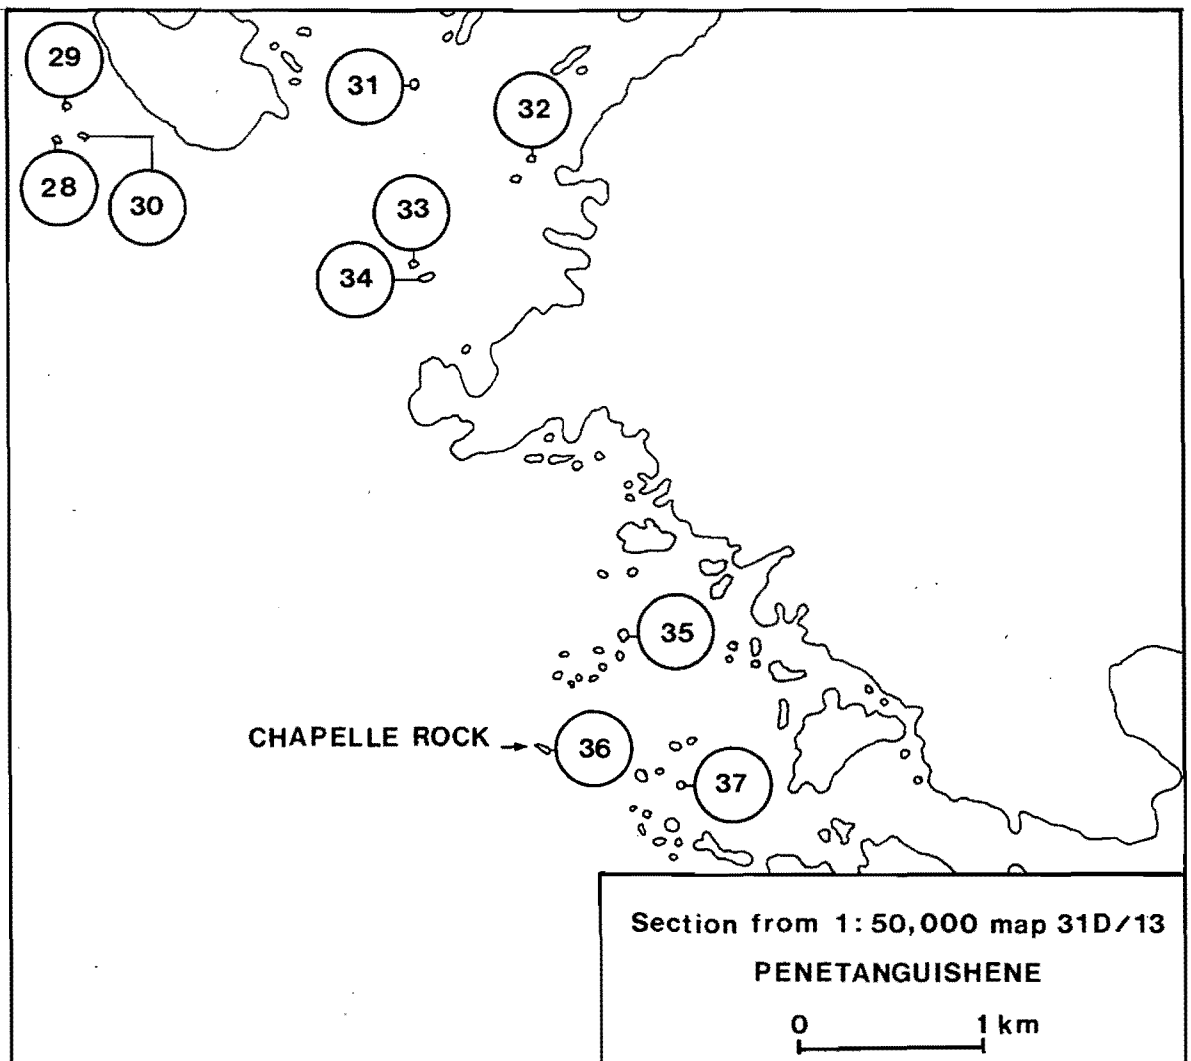 29
31
32
28
30
33
34
35
CHAPELLE ROCK
36
37
Section from 1:50,000 map 31D/13
PENETANGUISHENE
0 1 km